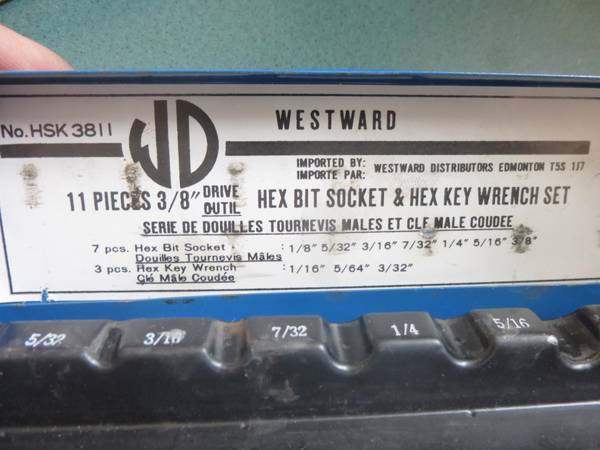 No. HSK 3811
WD
WESTWARD
IMPORTED BY:
IMPORTE PAR:
WESTWARD DISTRIBUTORS EDMONTON T5S 1J7
11 PIECES 3/8" DRIVE OUTIL HEX BIT SOCKET & HEX KEY WRENCH SET
SERIE DE DOUILLES TOURNEVIS MALES ET CLE MALE COUDEE
7 pcs. Hex Bit Socket : 1/8" 5/32" 3/16" 7/32" 1/4" 5/16" 3/8"
Douilles Tournevis Mâles
3 pcs. Hex Key Wrench : 1/16" 5/64" 3/32"
Clé Mâle Coudée
5/32 3/16 7/32 1/4 5/16